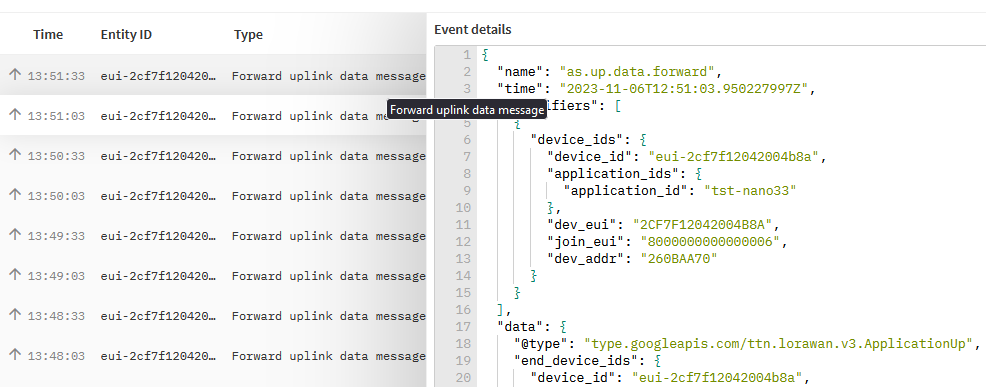 Time Entity ID Type
13:51:33 eui-2cf7f120420… Forward uplink data message
13:51:03 eui-2cf7f120420… Forward uplink data me
13:50:33 eui-2cf7f120420… Forward uplink data message
13:50:03 eui-2cf7f120420… Forward uplink data message
13:49:33 eui-2cf7f120420… Forward uplink data message
13:49:03 eui-2cf7f120420… Forward uplink data message
13:48:33 eui-2cf7f120420… Forward uplink data message
13:48:03 eui-2cf7f120420… Forward uplink data message
Forward uplink data message
Event details
1 {
2 "name": "as.up.data.forward",
3 "time": "2023-11-06T12:51:03.950227997Z",
ifiers": [
5 {
6 "device_ids": {
7 "device_id": "eui-2cf7f12042004b8a",
8 "application_ids": {
9 "application_id": "tst-nano33"
10 },
11 "dev_eui": "2CF7F12042004B8A",
12 "join_eui": "8000000000000006",
13 "dev_addr": "260BAA70"
14 }
15 }
16 ],
17 "data": {
18 "@type": "type.googleapis.com/ttn.lorawan.v3.ApplicationUp",
19 "end_device_ids": {
20 "device_id": "eui-2cf7f12042004b8a",